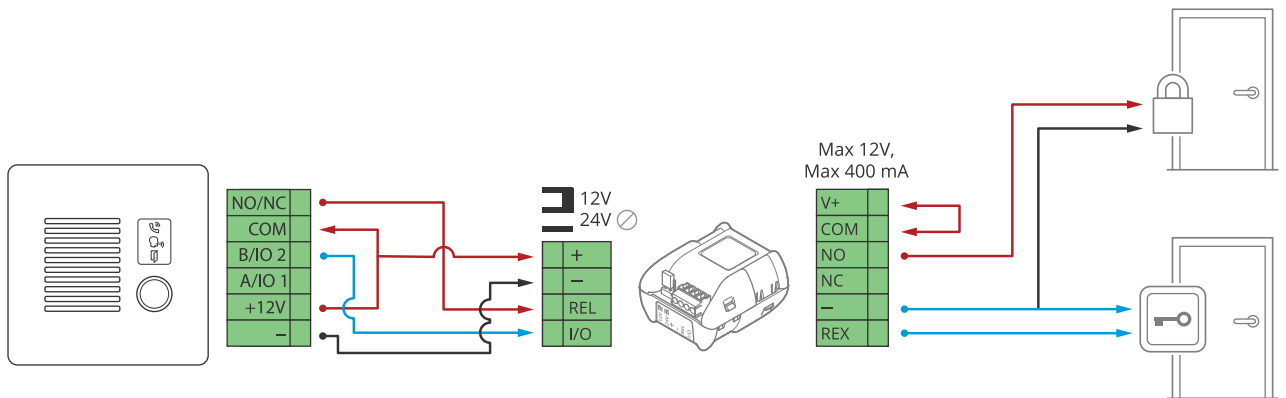 NO/NC
COM
B/IO 2
A/IO 1
+12V
–
12V
24V
+
–
REL
I/O
Max 12V,
Max 400 mA
V+
COM
NO
NC
–
REX